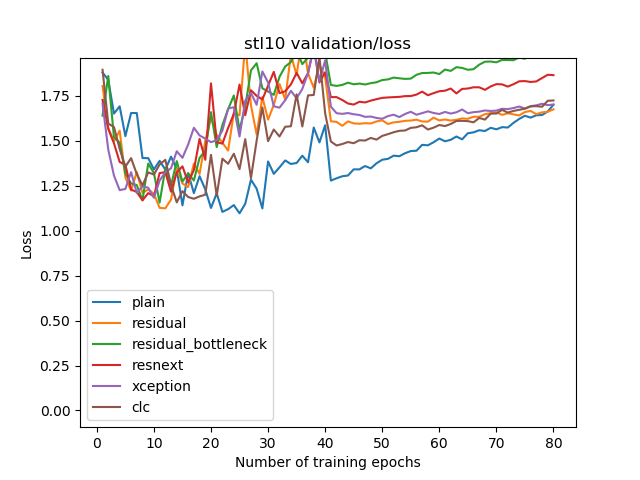 stl10 validation/loss
Loss
1.75
1.50
1.25
1.00
0.75
0.50
0.25
0.00
plain
residual
residual_bottleneck
resnext
xception
clc
0 10 20 30 40 50 60 70 80
Number of training epochs